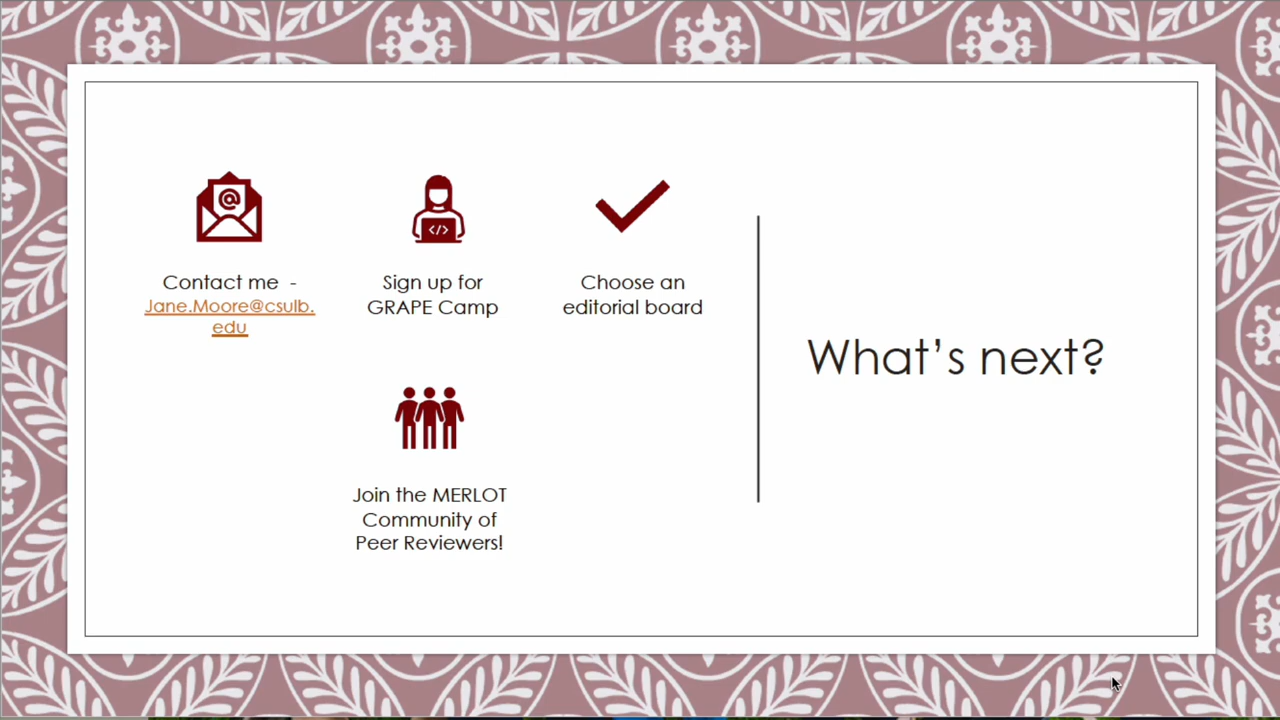 Contact me -
Jane.Moore@csulb.
edu
Sign up for
GRAPE Camp
Choose an
editorial board
Join the MERLOT
Community of
Peer Reviewers!
What's next?